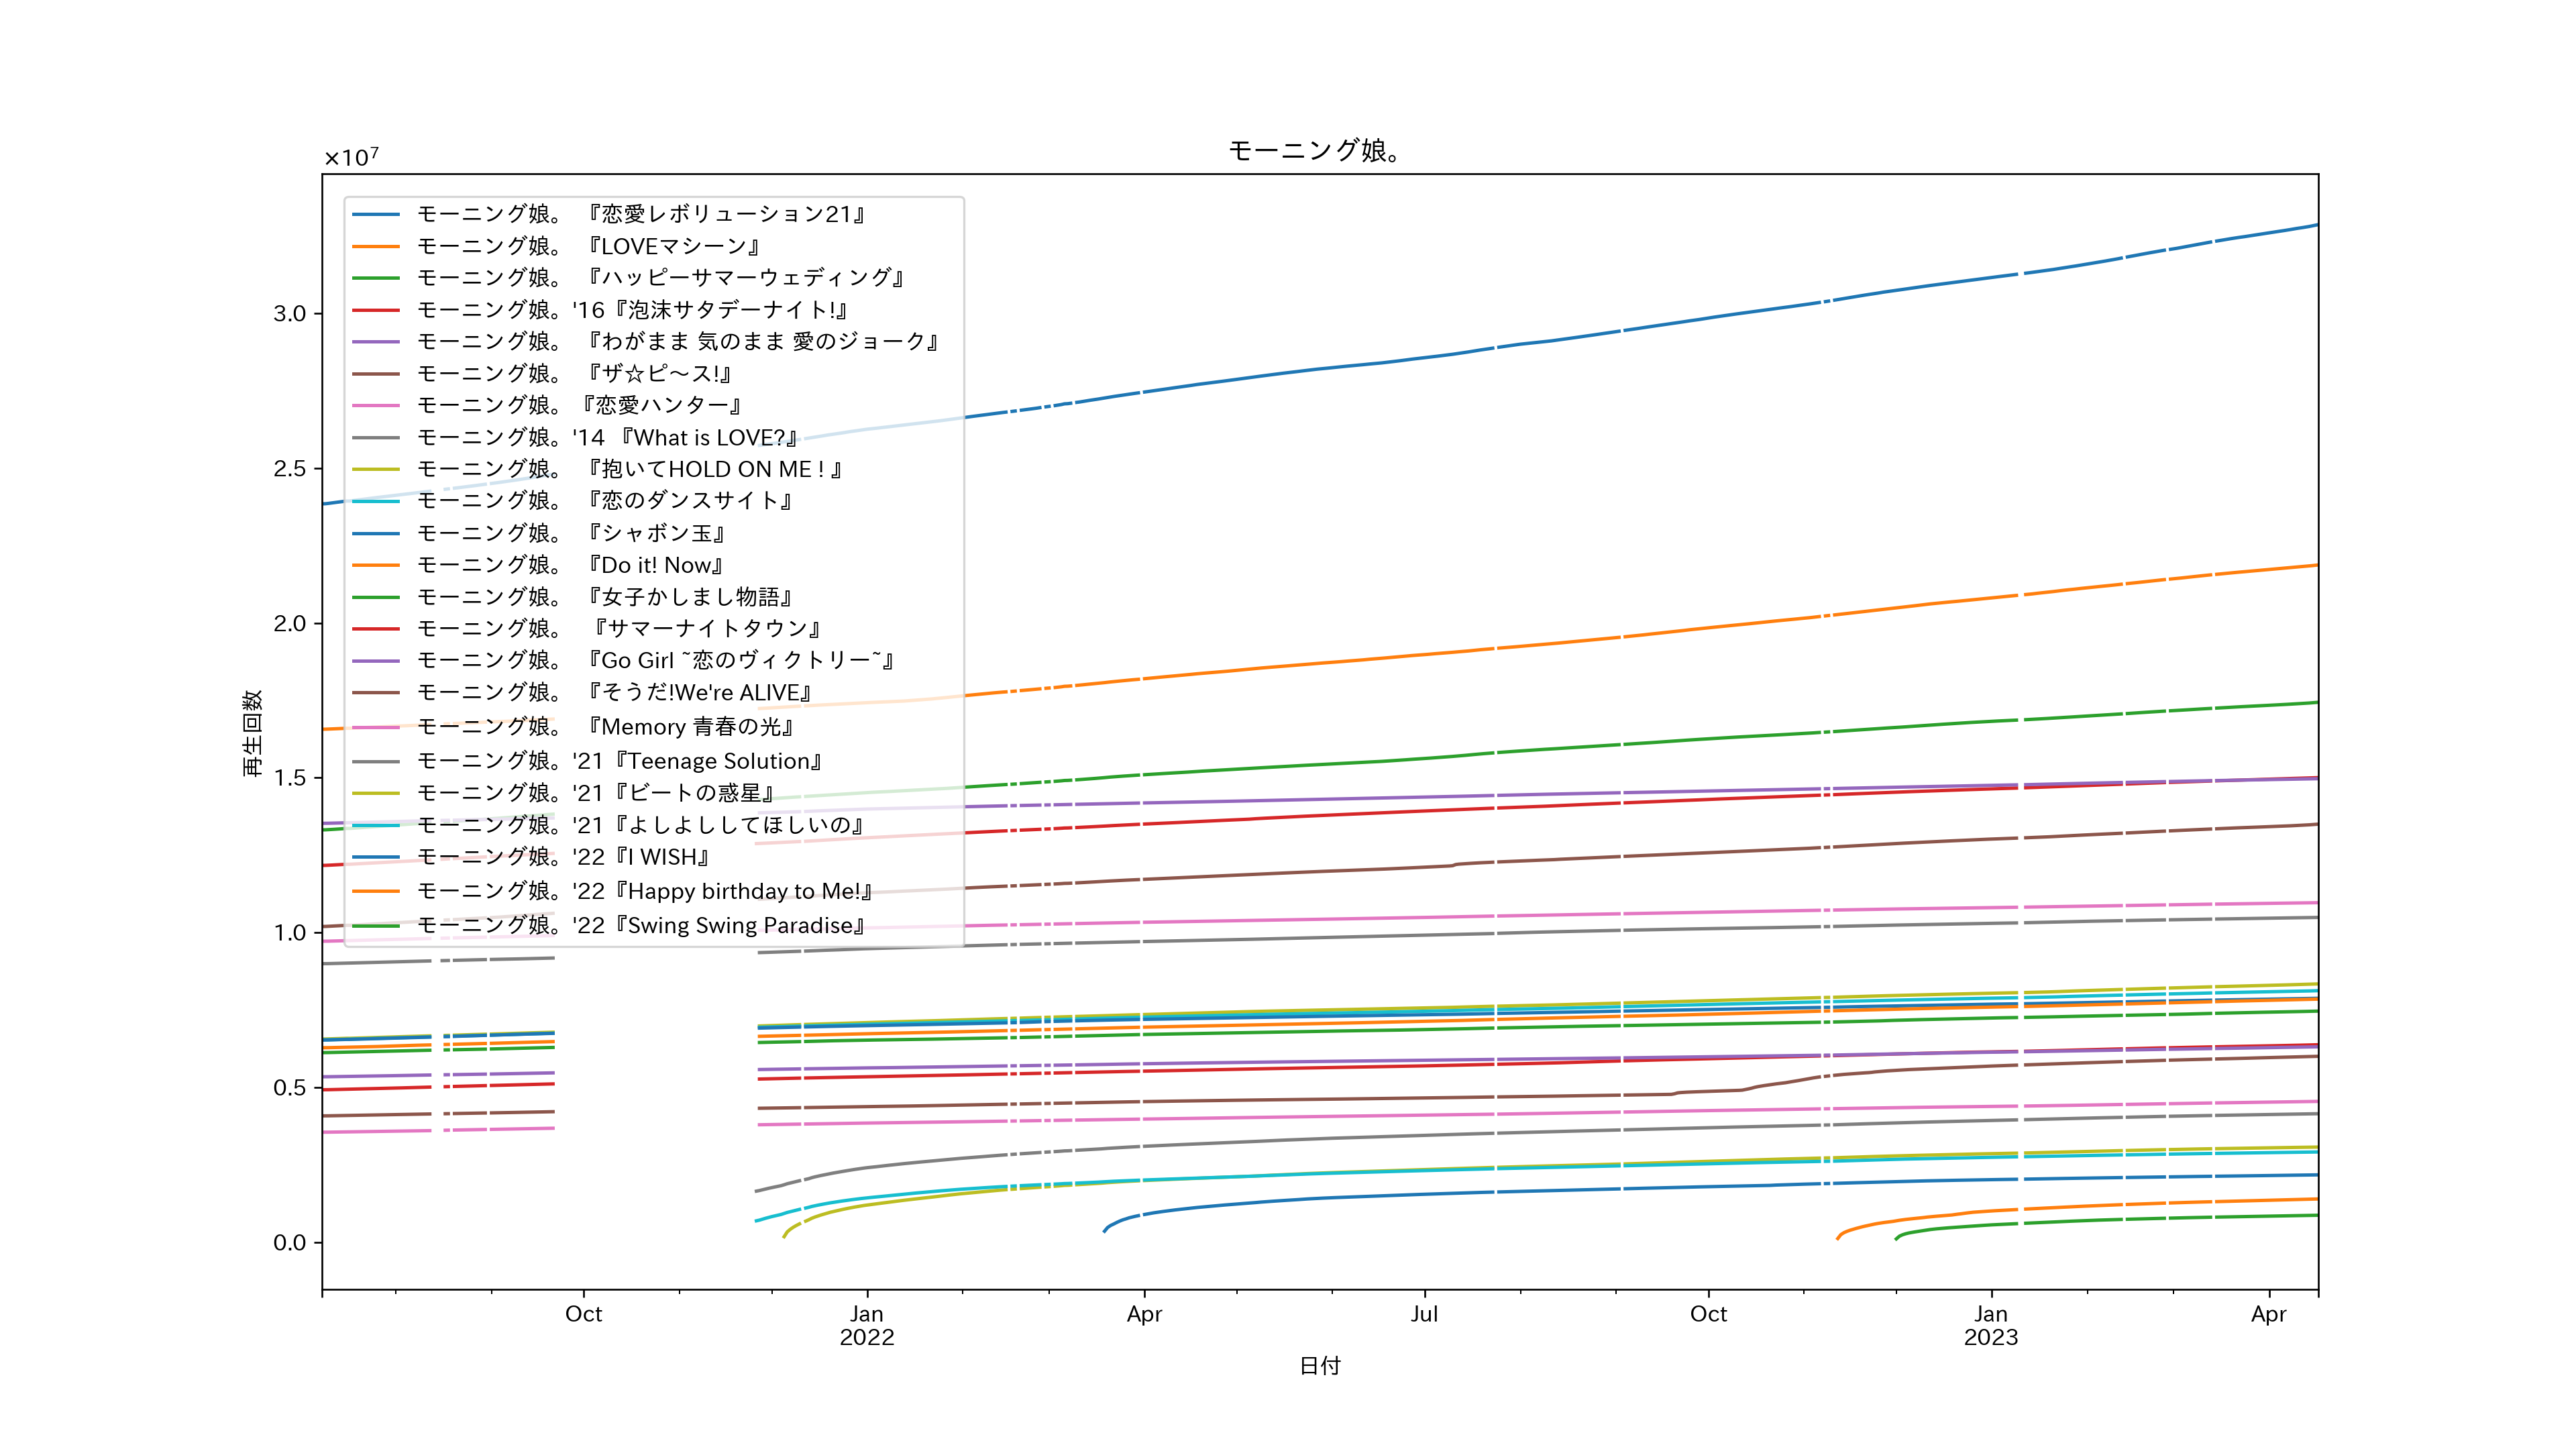 モーニング娘。
×10⁷
モーニング娘。 『恋愛レボリューション21』
モーニング娘。 『LOVEマシーン』
モーニング娘。 『ハッピーサマーウェディング』
モーニング娘。'16『泡沫サタデーナイト!』
モーニング娘。 『わがまま 気のまま 愛のジョーク』
モーニング娘。 『ザ☆ピ〜ス!』
モーニング娘。『恋愛ハンター』
モーニング娘。'14 『What is LOVE?』
モーニング娘。 『抱いてHOLD ON ME ! 』
モーニング娘。 『恋のダンスサイト』
モーニング娘。 『シャボン玉』
モーニング娘。 『Do it! Now』
モーニング娘。 『女子かしまし物語』
モーニング娘。  『サマーナイトタウン』
モーニング娘。 『Go Girl ~恋のヴィクトリー~』
モーニング娘。 『そうだ!We're ALIVE』
モーニング娘。 『Memory 青春の光』
モーニング娘。'21『Teenage Solution』
モーニング娘。'21『ビートの惑星』
モーニング娘。'21『よしよししてほしいの』
モーニング娘。'22『I WISH』
モーニング娘。'22『Happy birthday to Me!』
モーニング娘。'22『Swing Swing Paradise』
3.0
2.5
2.0
1.5
1.0
0.5
0.0
再生回数
Oct Jan Apr Jul Oct Jan Apr
2022 2023
日付